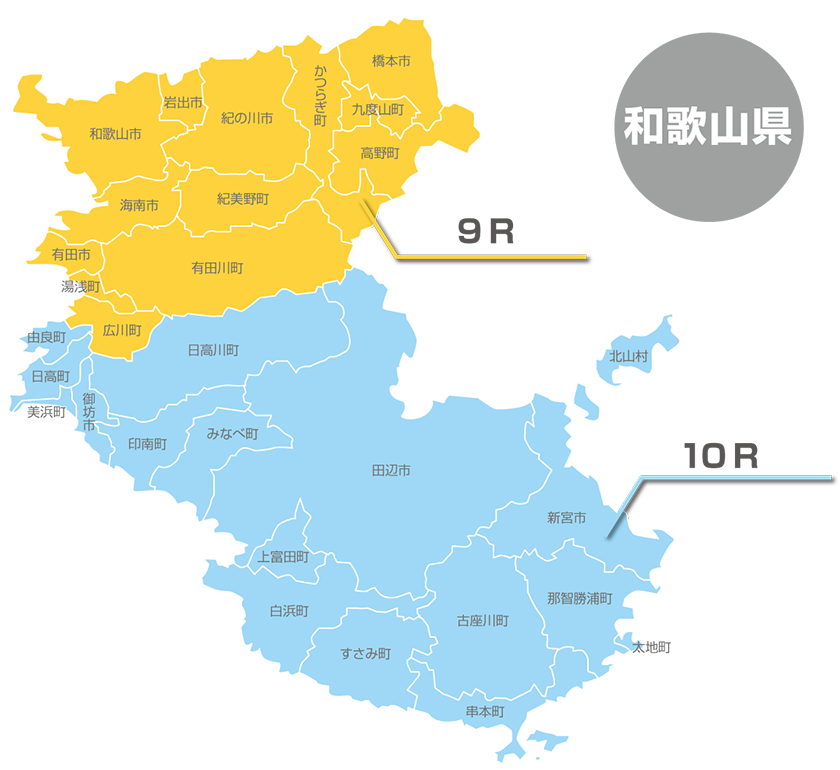 和歌山県
橋本市
かつらぎ町
岩出市
九度山町
紀の川市
和歌山市
高野町
紀美野町
海南市
9R
有田市
有田川町
湯浅町
広川町
由良町
日高川町
北山村
日高町
御坊市
美浜町
みなべ町
印南町
10R
田辺市
新宮市
上富田町
那智勝浦町
白浜町
古座川町
太地町
すさみ町
串本町